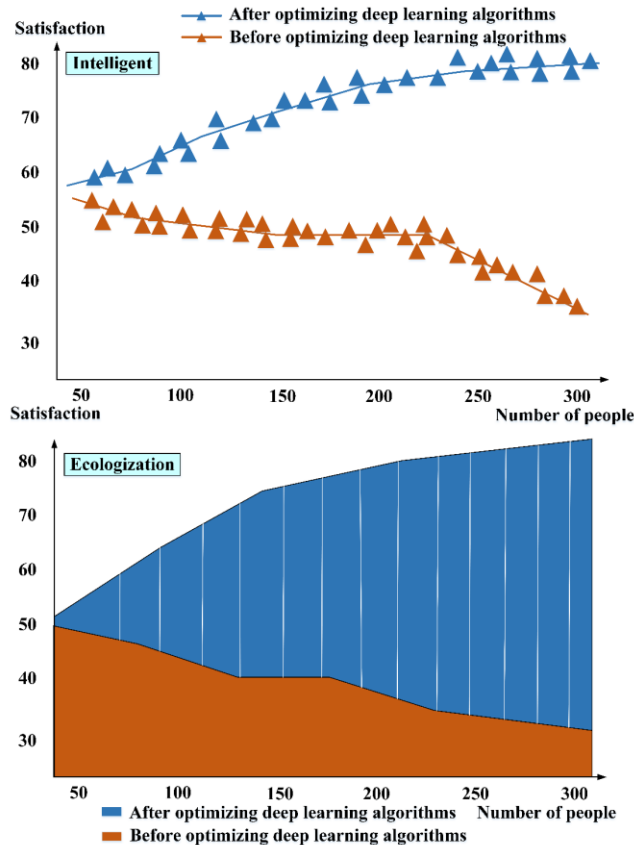 Satisfaction
After optimizing deep learning algorithms
Before optimizing deep learning algorithms
Intelligent
80
70
60
50
40
30
50 100 150 200 250 300
Number of people
Satisfaction
Ecologization
80
70
60
50
40
30
50 100 150 200 250 300
After optimizing deep learning algorithms Number of people
Before optimizing deep learning algorithms